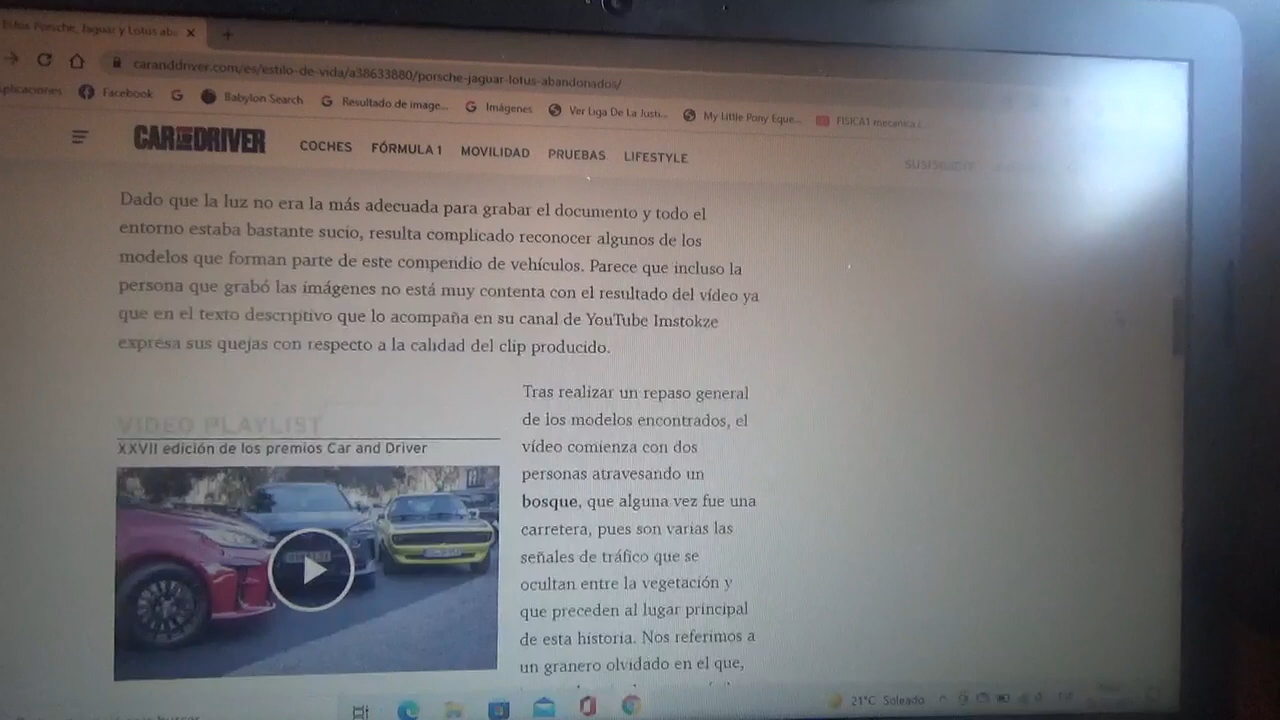 Porsche, Jaguar y Lotus aba
caranddriver.com/es/estilo-de-vida/a38633880/porsche-jaguar-lotus-abandonados/
plicaciones Facebook Babylon Search Resultado de image... Imágenes Ver Liga De La Justi... My Little Pony Eque... FISICA1 mecanica
CAR AND DRIVER COCHES FÓRMULA 1 MOVILIDAD PRUEBAS LIFESTYLE
Dado que la luz no era la más adecuada para grabar el documento y todo el
entorno estaba bastante sucio, resulta complicado reconocer algunos de los
modelos que forman parte de este compendio de vehículos. Parece que incluso la
persona que grabó las imágenes no está muy contenta con el resultado del vídeo ya
que en el texto descriptivo que lo acompaña en su canal de YouTube Imstokze
expresa sus quejas con respecto a la calidad del clip producido.
VIDEO PLAYLIST
XXVII edición de los premios Car and Driver
Tras realizar un repaso general
de los modelos encontrados, el
vídeo comienza con dos
personas atravesando un
bosque, que alguna vez fue una
carretera, pues son varias las
señales de tráfico que se
ocultan entre la vegetación y
que preceden al lugar principal
de esta historia. Nos referimos a
un granero olvidado en el que,
21°C Soleado